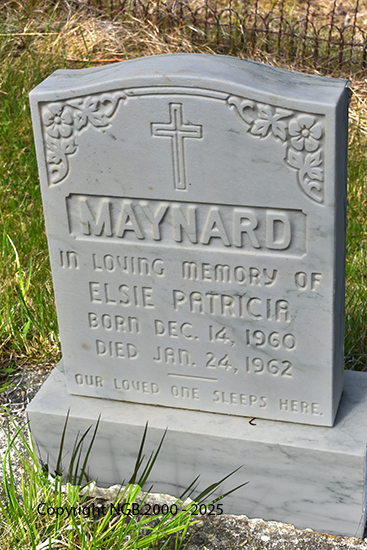 MAYNARD
IN LOVING MEMORY OF
ELSIE PATRICIA
BORN DEC. 14, 1960
DIED JAN. 24, 1962
OUR LOVED ONE SLEEPS HERE.
Copyright NGB 2000 - 2025